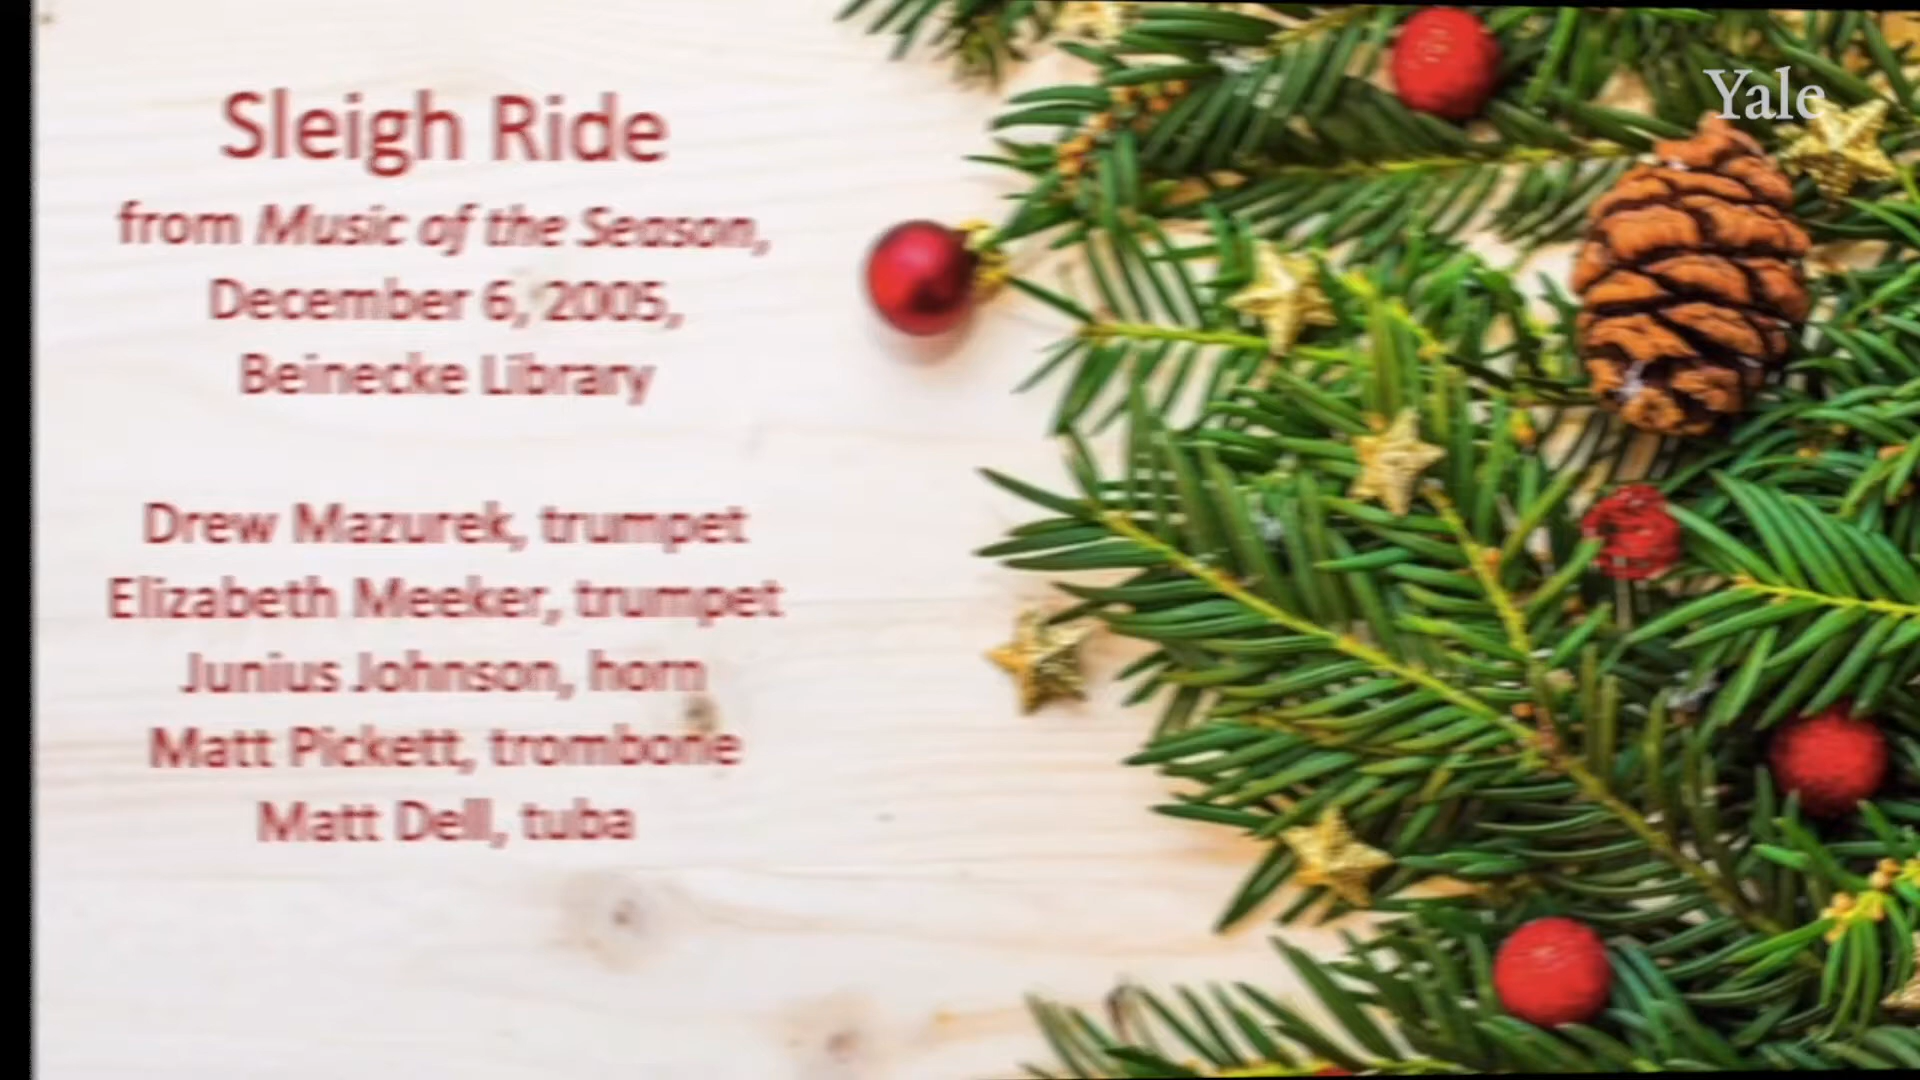 Sleigh Ride
from Music of the Season,
December 6, 2005,
Beinecke Library
Drew Mazurek, trumpet
Elizabeth Meeker, trumpet
Junius Johnson, horn
Matt Pickett, trombone
Matt Dell, tuba
Yale